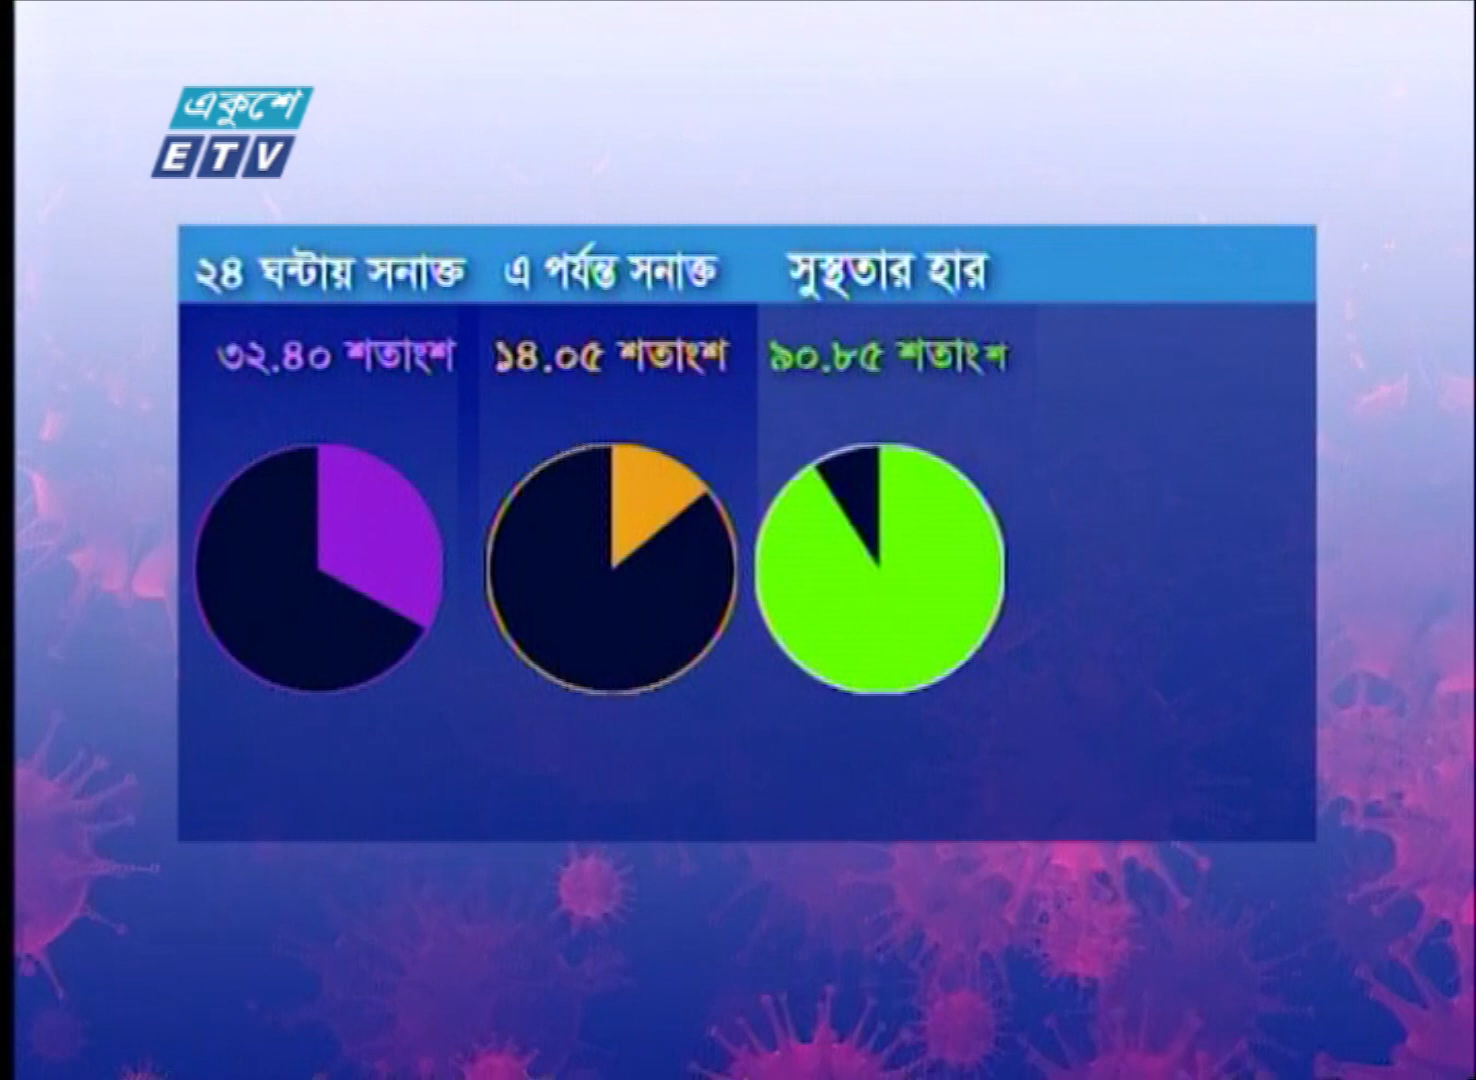 একুশে
ETV
২৪ ঘন্টায় সনাক্ত এ পর্যন্ত সনাক্ত সুস্থতার হার
৩২.৪০ শতাংশ ১৪.০৫ শতাংশ ৯০.৮৫ শতাংশ